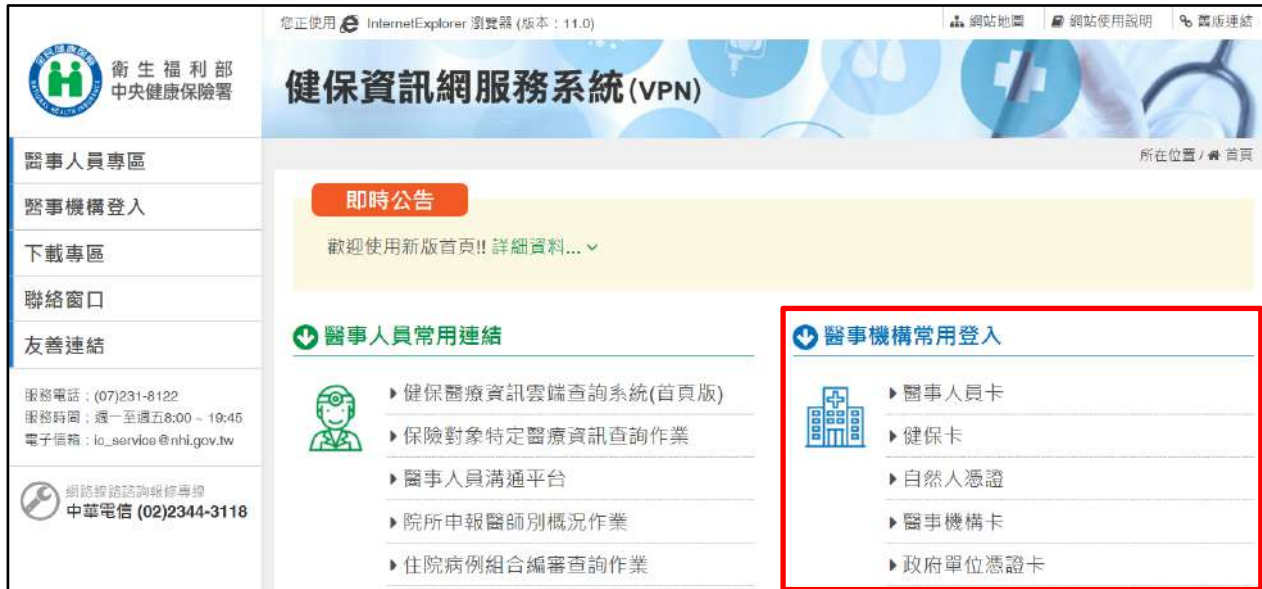 您正使用 InternetExplorer 瀏覽器 (版本：11.0)
網站地圖 網站使用說明 舊版連結
衛生福利部
中央健康保險署
健保資訊網服務系統(VPN)
所在位置 / 首頁
醫事人員專區
醫事機構登入
下載專區
聯絡窗口
友善連結
服務電話：(07)231-8122
服務時間：週一至週五8:00 ~ 19:45
電子信箱：ic_service@nhi.gov.tw
網路線路諮詢報修專線
中華電信 (02)2344-3118
即時公告
歡迎使用新版首頁!! 詳細資料...
醫事人員常用連結
健保醫療資訊雲端查詢系統(首頁版)
保險對象特定醫療資訊查詢作業
醫事人員溝通平台
院所申報醫師別概況作業
住院病例組合編審查詢作業
醫事機構常用登入
醫事人員卡
健保卡
自然人憑證
醫事機構卡
政府單位憑證卡